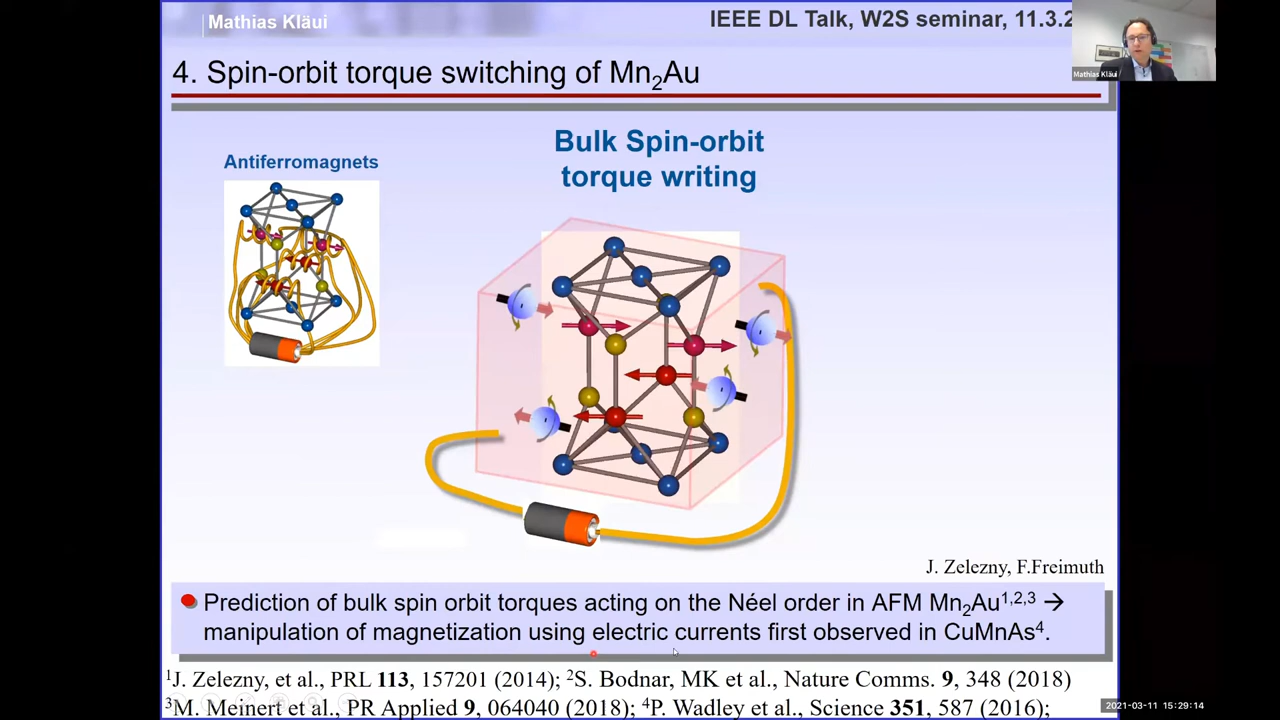 Mathias Kläui
IEEE DL Talk, W2S seminar, 11.3.2
Mathias Kläui
4. Spin-orbit torque switching of Mn₂Au
Antiferromagnets
Bulk Spin-orbit
torque writing
J. Zelezny, F.Freimuth
Prediction of bulk spin orbit torques acting on the Néel order in AFM Mn₂Au¹,²,³ →
manipulation of magnetization using electric currents first observed in CuMnAs⁴.
¹J. Zelezny, et al., PRL 113, 157201 (2014); ²S. Bodnar, MK et al., Nature Comms. 9, 348 (2018)
³M. Meinert et al., PR Applied 9, 064040 (2018); ⁴P. Wadley et al., Science 351, 587 (2016);
2021-03-11 15:29:14